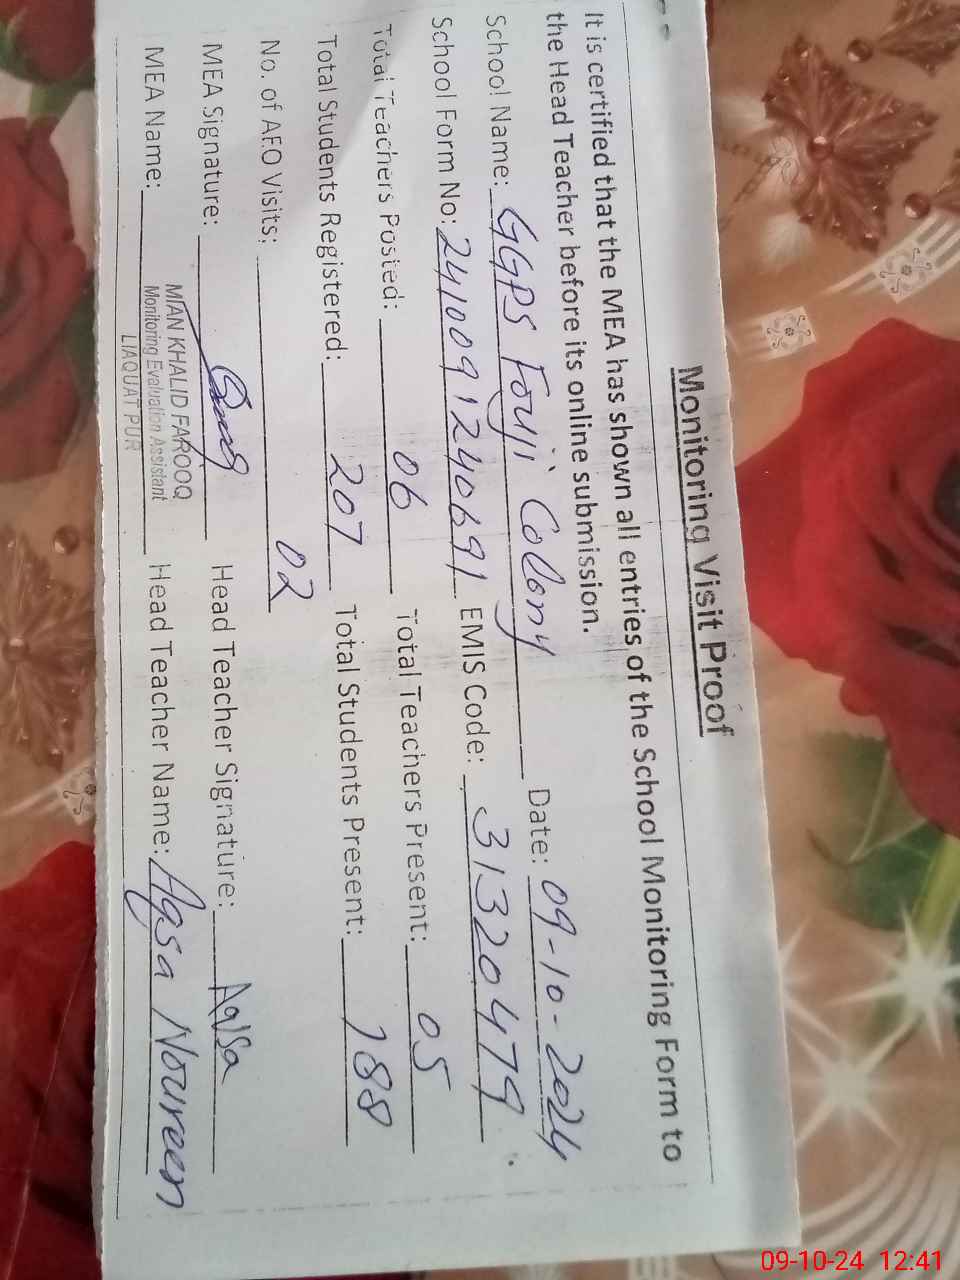 Monitoring Visit Proof
It is certified that the MEA has shown all entries of the School Monitoring Form to
the Head Teacher before its online submission.
School Name: GGPS Fouji Colony Date: 09-10-2024
School Form No: 2410091240691 EMIS Code: 31320479
Total Teachers Posted: 06 Total Teachers Present: 05
Total Students Registered: 207 Total Students Present: 188
No. of AEO Visits: 02
MEA Signature: Head Teacher Signature: Aqsa
MEA Name: MIAN KHALID FAROOQ Head Teacher Name: Aqsa Noureen
Monitoring Evaluation Assistant
LIAQUAT PUR
09-10-24 12:41